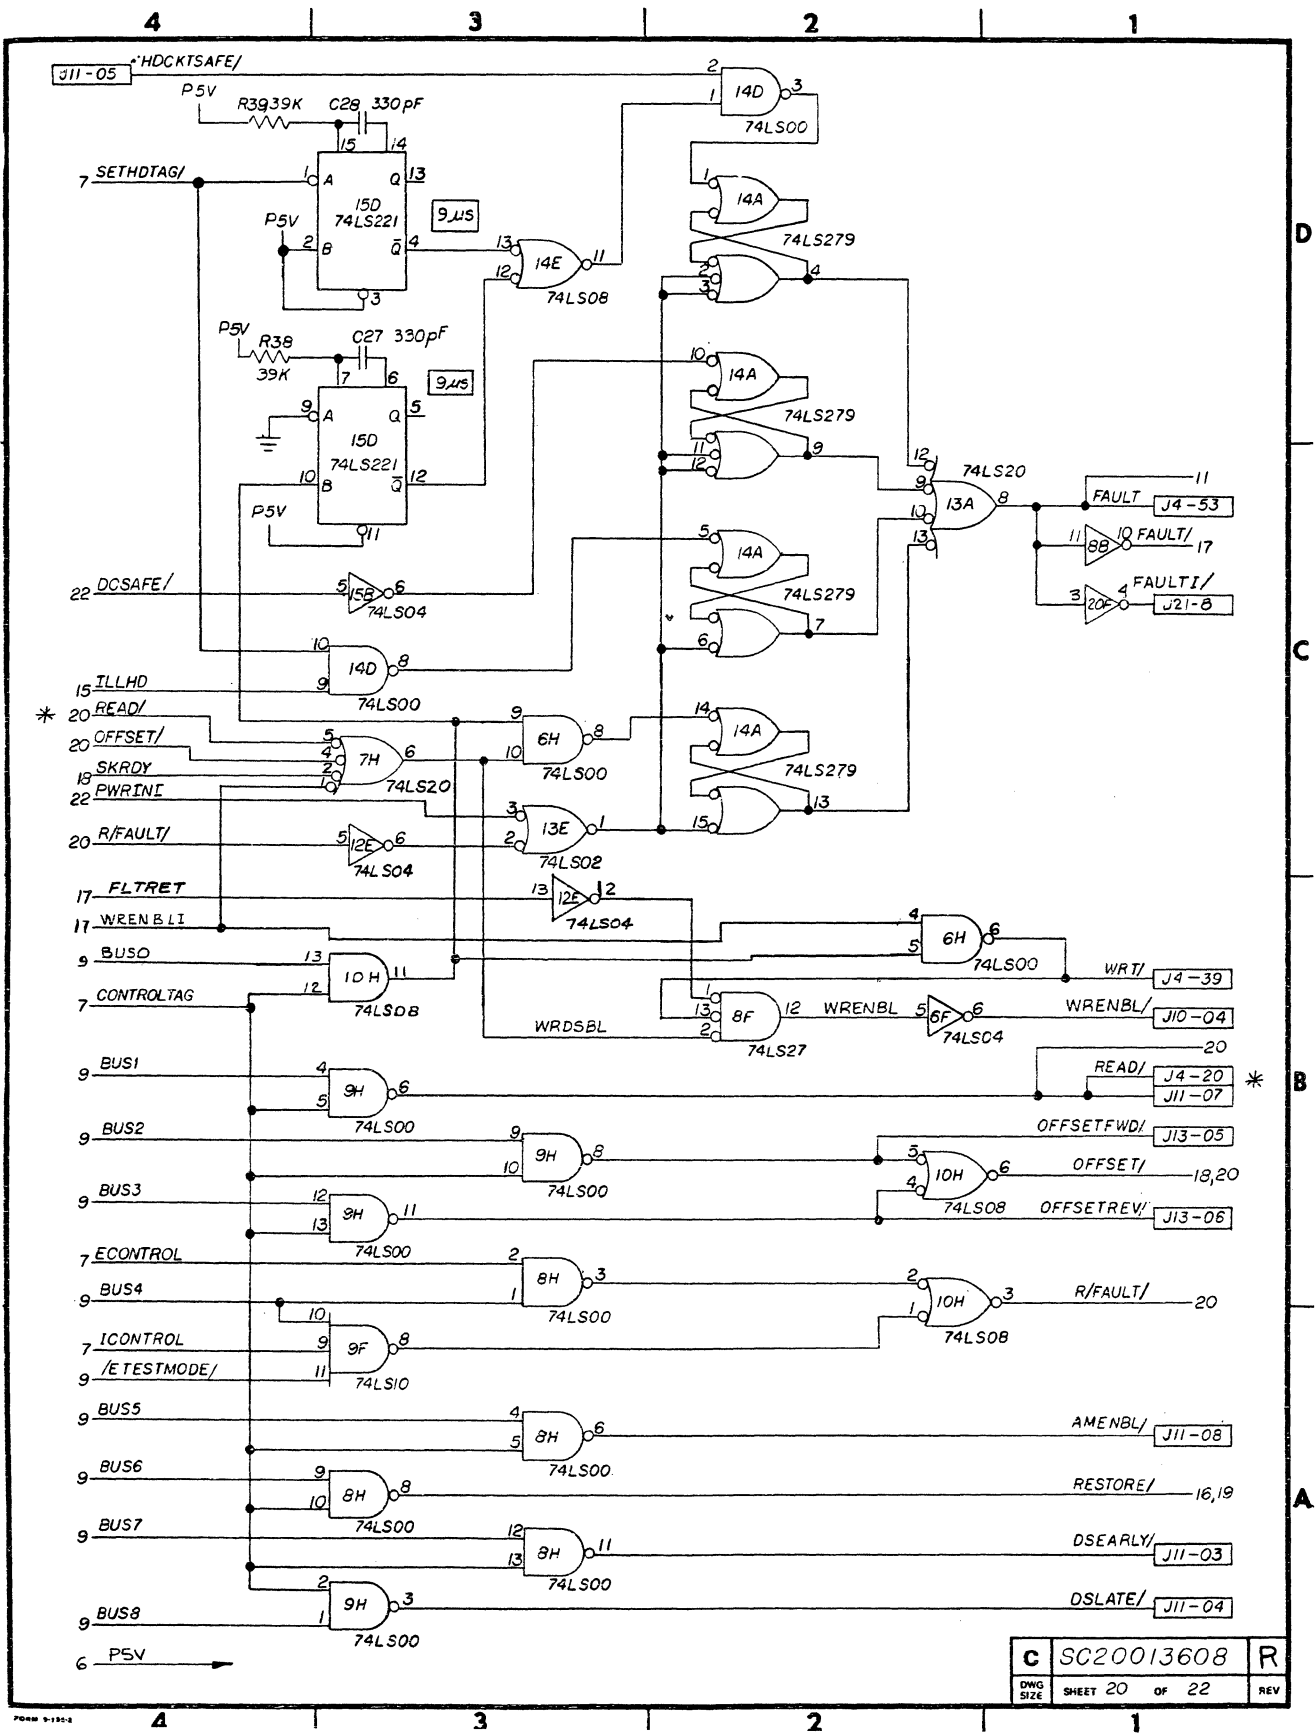 4 3 2 1
J11-05 *HDCKTSAFE/
2 1 14D 3 74LS00
P5V R39 39K C28 330pF
15 14
7 SETHDTAG/ 1 A Q 13
15D 74LS221 9µs
P5V 2 B Q̅ 4
3
1 14A 74LS279
2 3 4
13 12 14E 11 74LS08
D
P5V R38 39K C27 330pF
7 6
9 A Q 5
15D 74LS221 9µs
10 B Q̅ 12
P5V 11
10 14A 74LS279
11 12 9
12 9 10 13 74LS20 13A 8
11
FAULT J4-53
11 8B 10 FAULT/ 17
3 20F 4 FAULTI/ J21-8
22 DCSAFE/ 5 15B 6 74LS04
5 14A 74LS279
6 7
C
10 9 14D 8 74LS00
15 ILLHD
* 20 READ/
20 OFFSET/
18 SKRDY
22 PWRINI
5 4 2 1 7H 6 74LS20
9 10 6H 8 74LS00
14 14A 74LS279
15 13
3 2 13E 1 74LS02
20 R/FAULT/ 5 12E 6 74LS04
17 FLTRET 13 12E 12 74LS04
17 WRENBLI
4 5 6H 6 74LS00
9 BUS0 13 12 10H 11 74LS08
WRT/ J4-39
7 CONTROLTAG
1 13 2 8F 12 74LS27
WRDSBL
WRENBL 5 6F 6 74LS04 WRENBL/ J10-04
20
9 BUS1 4 5 9H 6 74LS00
READ/ J4-20 *
J11-07
B
9 BUS2 9 10 9H 8 74LS00
OFFSETFWD/ J13-05
5 4 10H 6 74LS08 OFFSET/ 18,20
9 BUS3 12 13 9H 11 74LS00
OFFSETREV/ J13-06
7 ECONTROL 2 1 8H 3 74LS00
9 BUS4
2 1 10H 3 74LS08 R/FAULT/ 20
7 ICONTROL 10 9 11 9F 8 74LS10
9 /ETESTMODE/
9 BUS5 4 5 8H 6 74LS00
AMENBL/ J11-08
9 BUS6 9 10 8H 8 74LS00
RESTORE/ 16,19
A
9 BUS7 12 13 8H 11 74LS00
DSEARLY/ J11-03
2 1 9H 3 74LS00
DSLATE/ J11-04
9 BUS8
6 P5V
C SC20013608 R
DWG SIZE SHEET 20 OF 22 REV
4 3 2 1